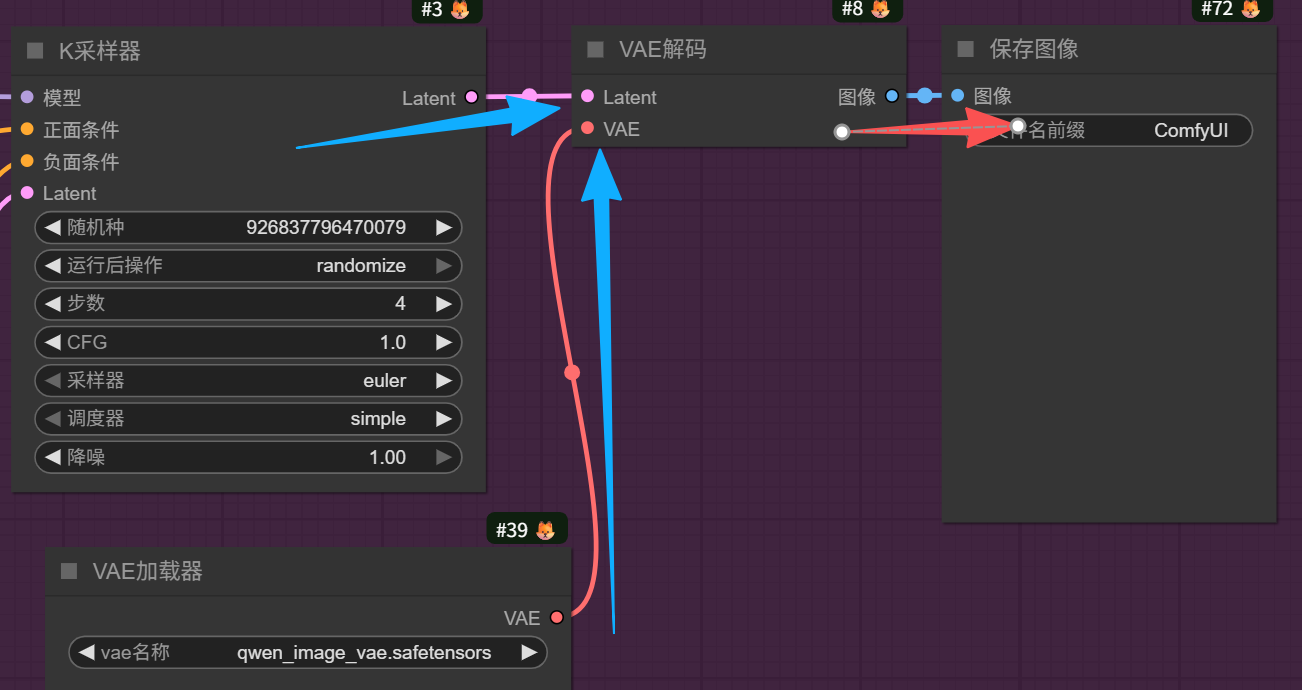 #3
K采样器
模型
Latent
正面条件
负面条件
Latent
随机种 926837796470079
运行后操作 randomize
步数 4
CFG 1.0
采样器 euler
调度器 simple
降噪 1.00
#8
VAE解码
Latent
图像
VAE
#72
保存图像
图像
名前缀 ComfyUI
#39
VAE加载器
VAE
vae名称 qwen_image_vae.safetensors